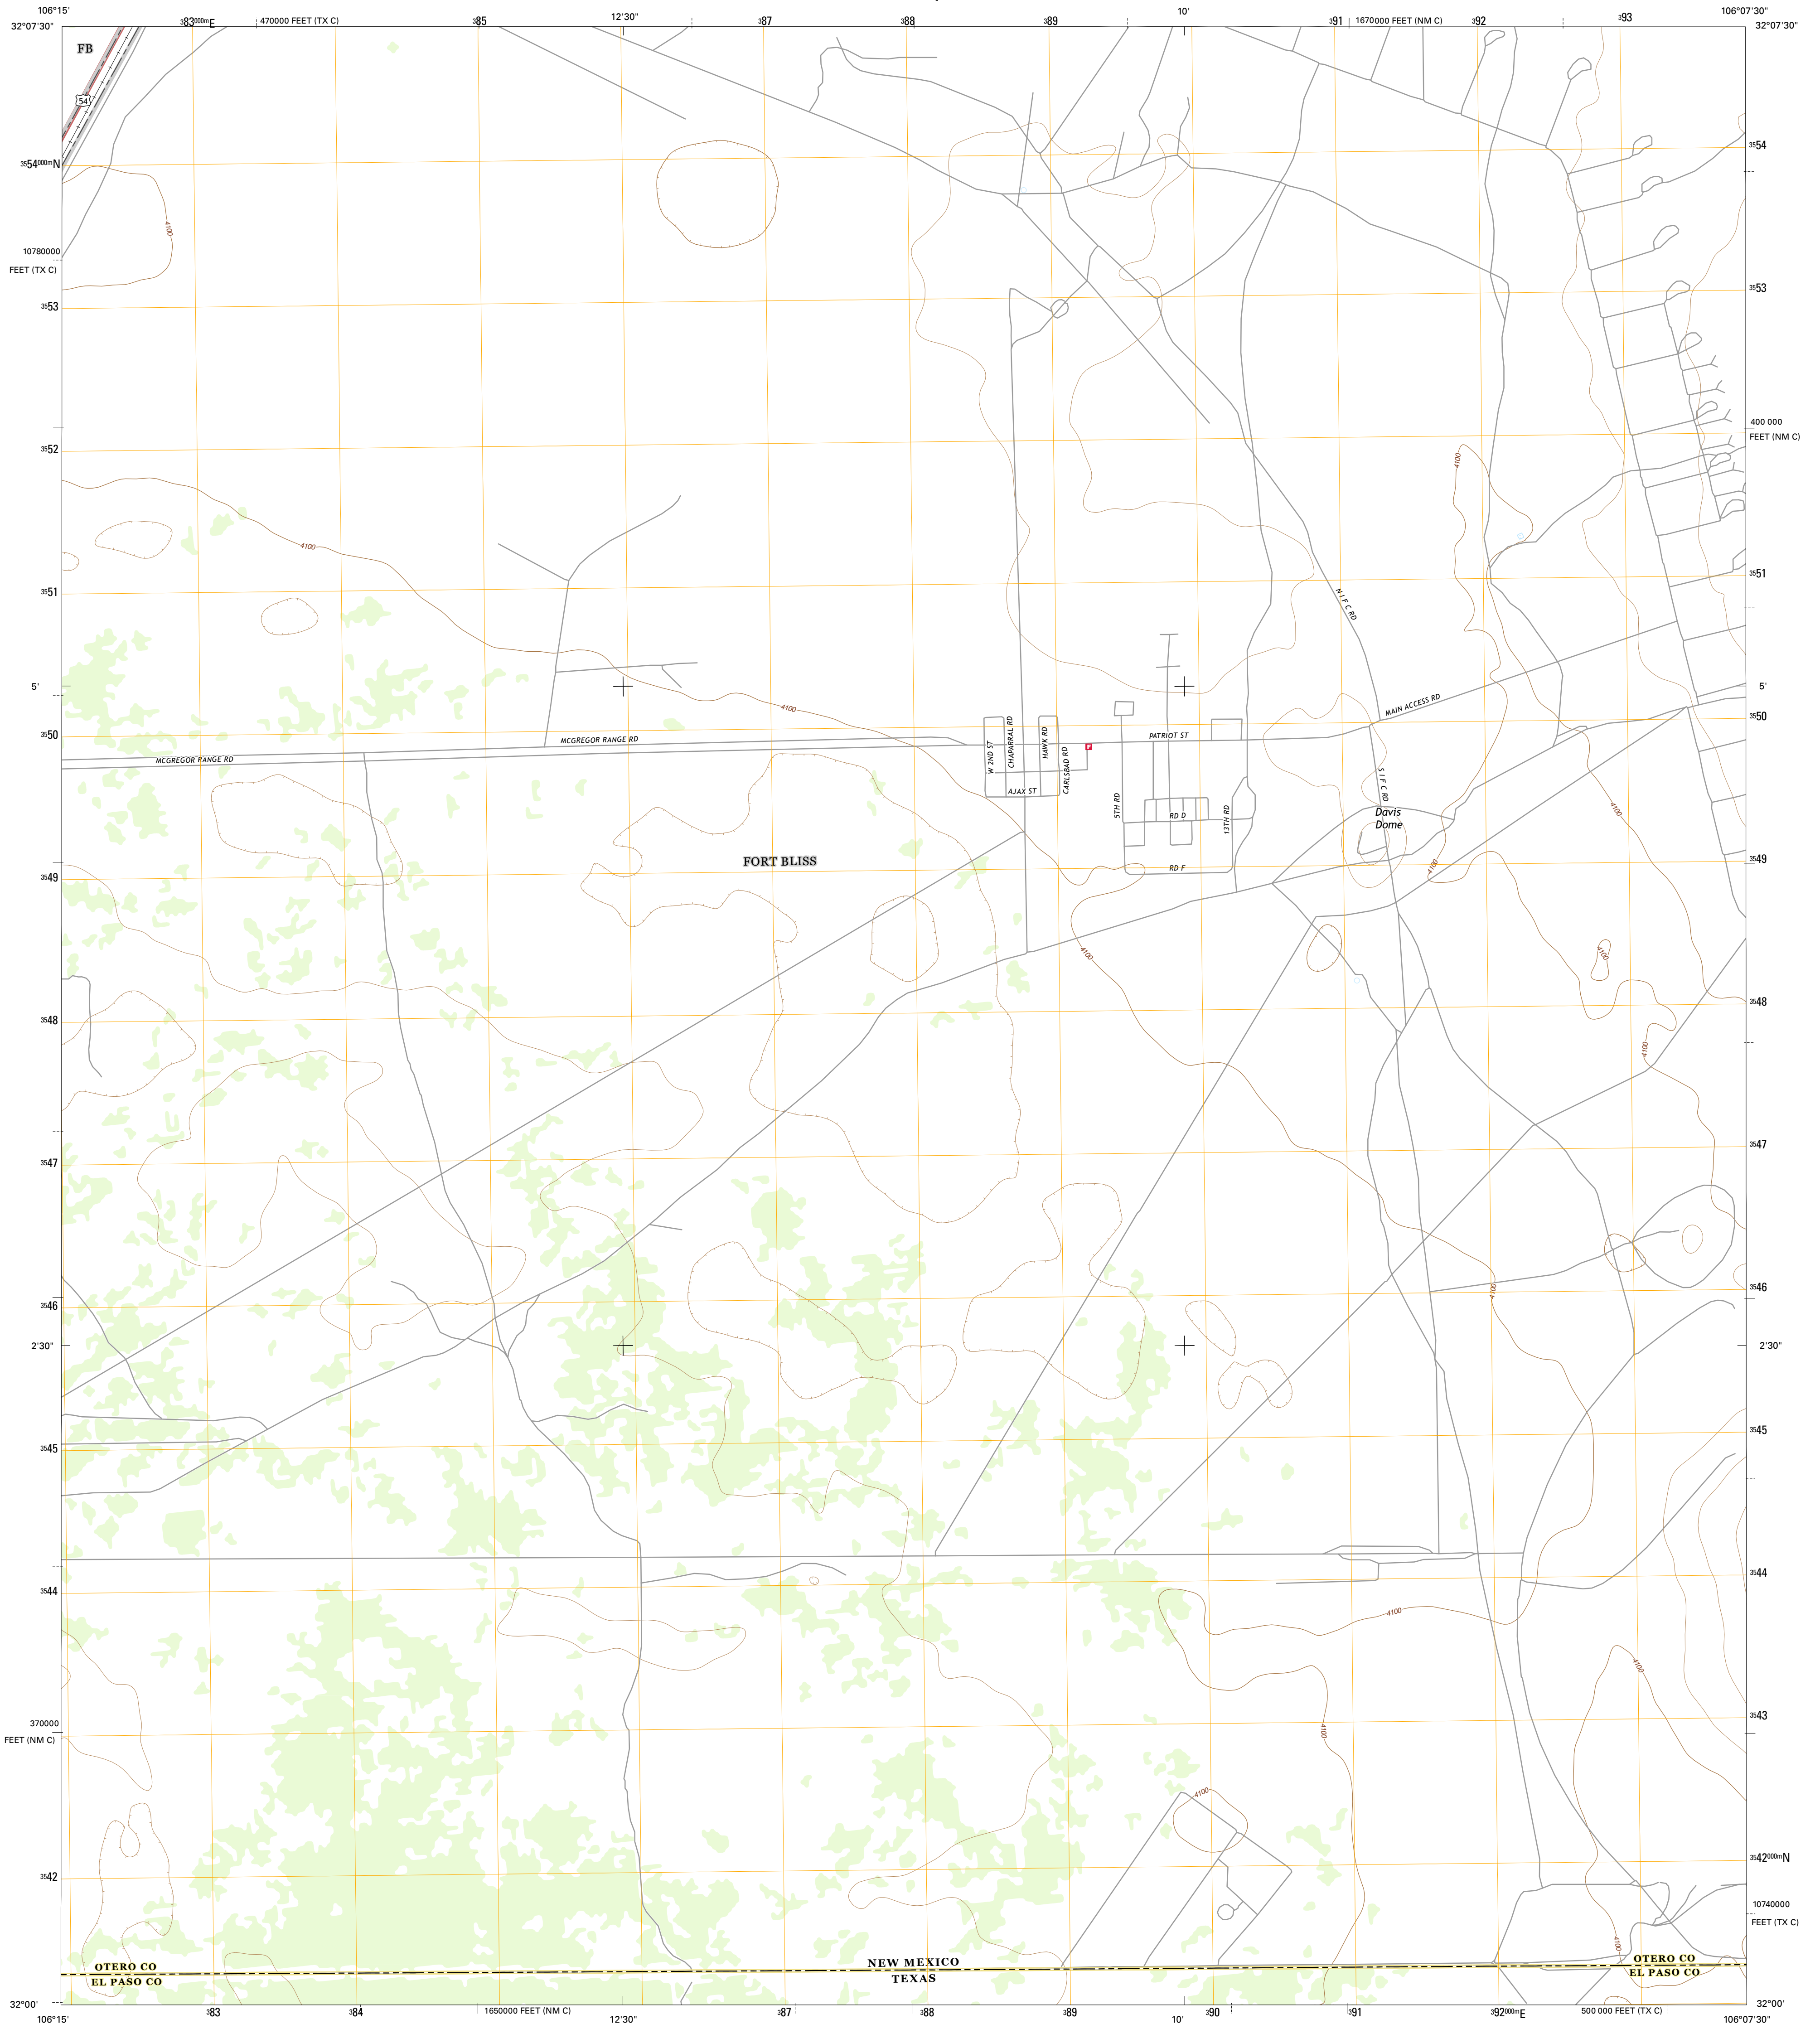 106°15'
383000mE
470000 FEET (TX C)
385
12'30"
387
388
389
10'
391
1670000 FEET (NM C)
392
393
106°07'30"
32°07'30"
32°07'30"
FB
54
3554000mN
3554
4100
10780000
FEET (TX C)
3553
3553
400 000
FEET (NM C)
3552
4100
4100
3551
3551
N I F C RD
5'
5'
MAIN ACCESS RD
4100
3550
3550
MCGREGOR RANGE RD
MCGREGOR RANGE RD
W 2ND ST
CHAPARRAL RD
HAWK RD
CARLSBAD RD
P
PATRIOT ST
AJAX ST
5TH RD
RD D
13TH RD
S I F C RD
Davis
Dome
4100
FORT BLISS
RD F
4100
3549
3549
4100
4100
3548
3548
4100
3547
3547
3546
3546
4100
2'30"
2'30"
3545
3545
3544
3544
4100
4100
370000
FEET (NM C)
3543
4100
4100
3542
3542000mN
10740000
FEET (TX C)
4100
OTERO CO
EL PASO CO
NEW MEXICO
TEXAS
OTERO CO
EL PASO CO
32°00'
32°00'
106°15'
383
384
1650000 FEET (NM C)
12'30"
387
388
389
10'
390
391
392000mE
500 000 FEET (TX C)
106°07'30"